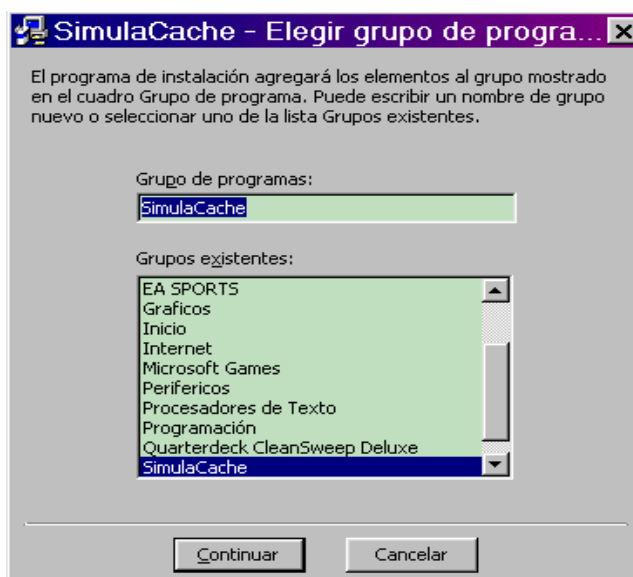 SimulaCache - Elegir grupo de progra...
El programa de instalación agregará los elementos al grupo mostrado
en el cuadro Grupo de programa. Puede escribir un nombre de grupo
nuevo o seleccionar uno de la lista Grupos existentes.
Grupo de programas:
SimulaCache
Grupos existentes:
EA SPORTS
Graficos
Inicio
Internet
Microsoft Games
Perifericos
Procesadores de Texto
Programación
Quarterdeck CleanSweep Deluxe
SimulaCache
Continuar
Cancelar